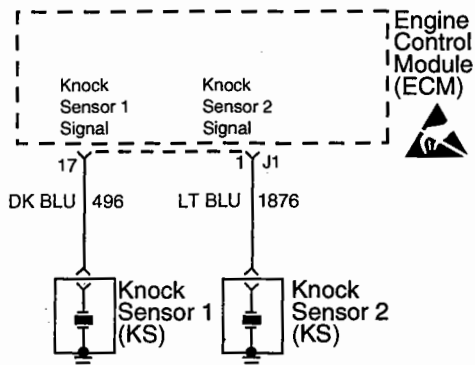 Engine
Control
Module
(ECM)
Knock
Sensor 1
Signal
Knock
Sensor 2
Signal
17
1
J1
DK BLU
496
LT BLU
1876
Knock
Sensor 1
(KS)
Knock
Sensor 2
(KS)